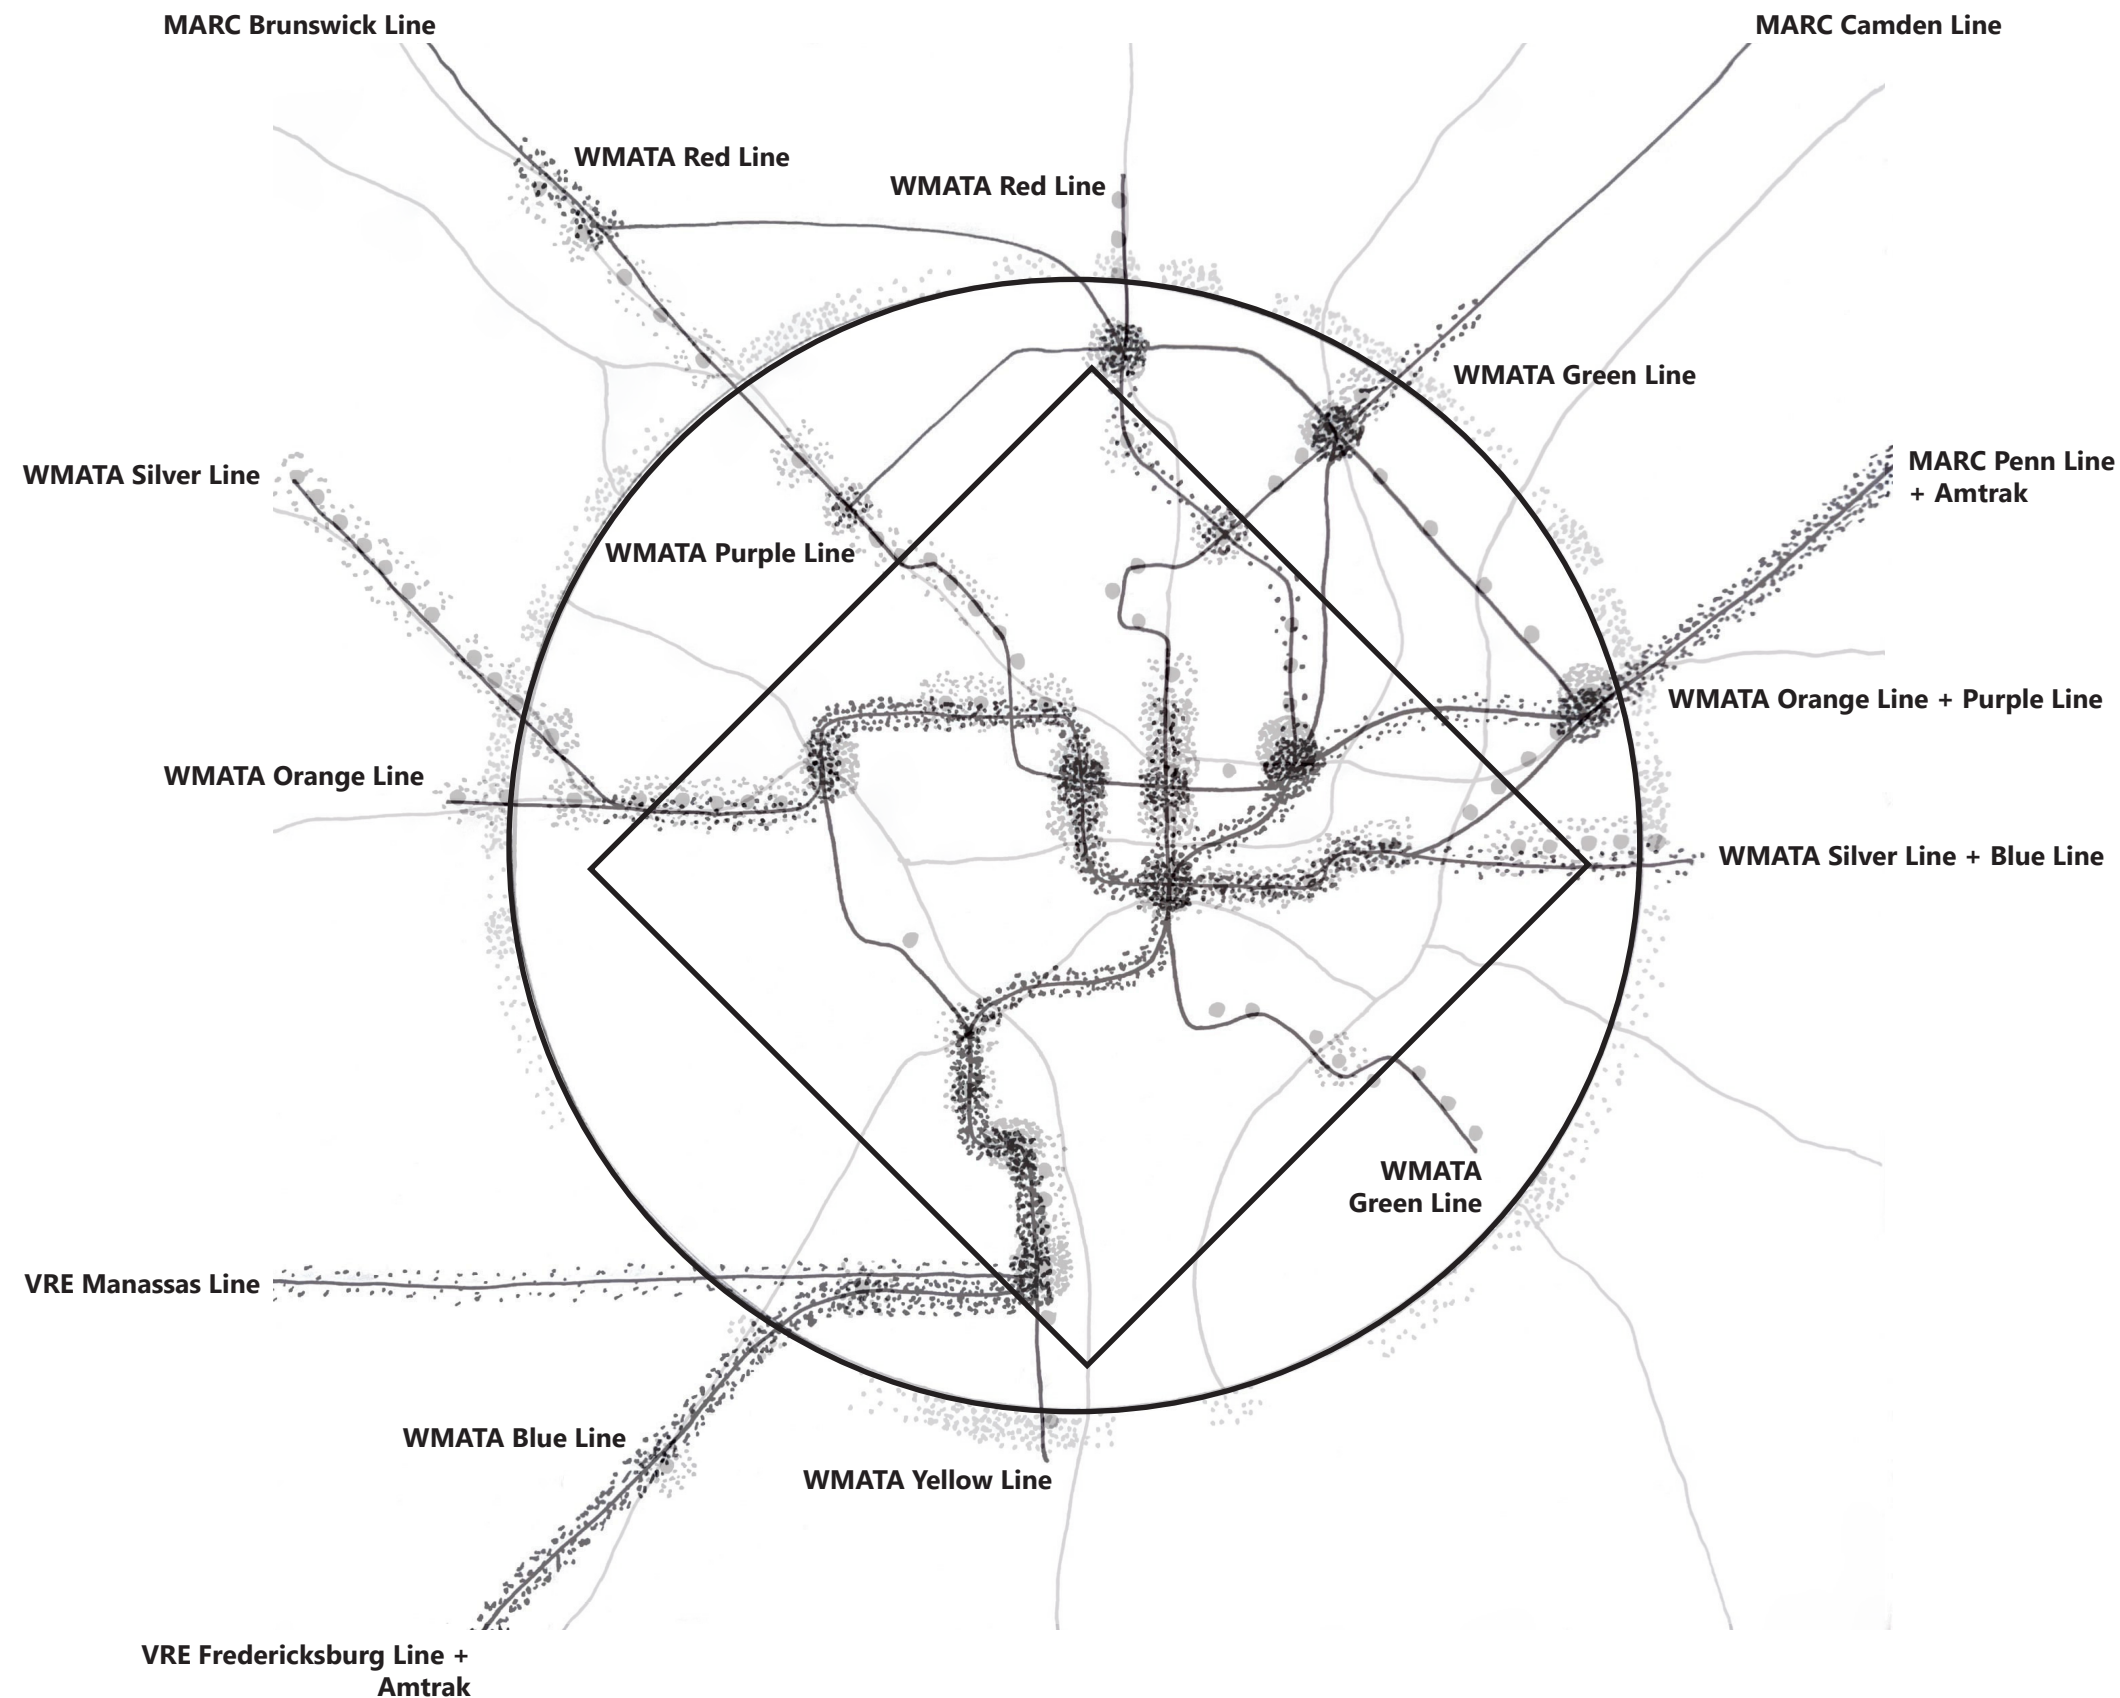 MARC Brunswick Line
MARC Camden Line
WMATA Red Line
WMATA Red Line
WMATA Green Line
MARC Penn Line
+ Amtrak
WMATA Silver Line
WMATA Purple Line
WMATA Orange Line + Purple Line
WMATA Orange Line
WMATA Silver Line + Blue Line
WMATA
Green Line
VRE Manassas Line
WMATA Blue Line
WMATA Yellow Line
VRE Fredericksburg Line +
Amtrak